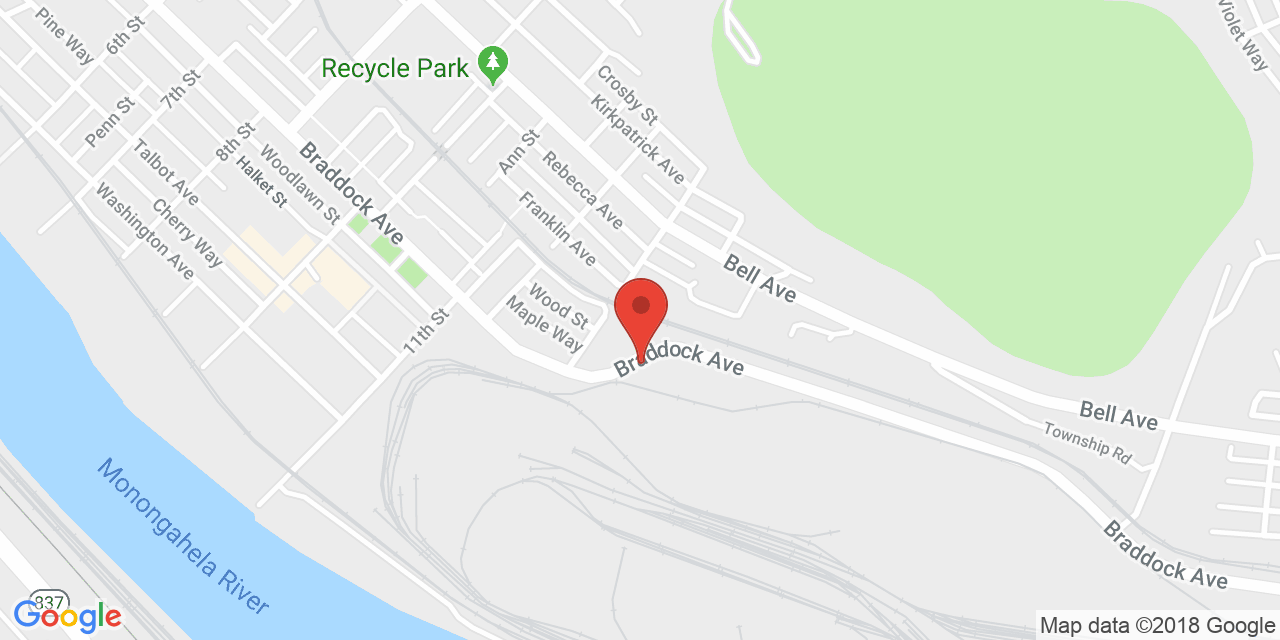 Pine Way
6th St
Violet Way
Recycle Park
7th St
Crosby St
Penn St
Kirkpatrick Ave
8th St
Ann St
Braddock Ave
Talbot Ave
Woodlawn St
Halket St
Rebecca Ave
Washington Ave
Cherry Way
Franklin Ave
Bell Ave
Wood St
Maple Way
11th St
Braddock Ave
Bell Ave
Township Rd
Monongahela River
Braddock Ave
837
Google
Map data ©2018 Google